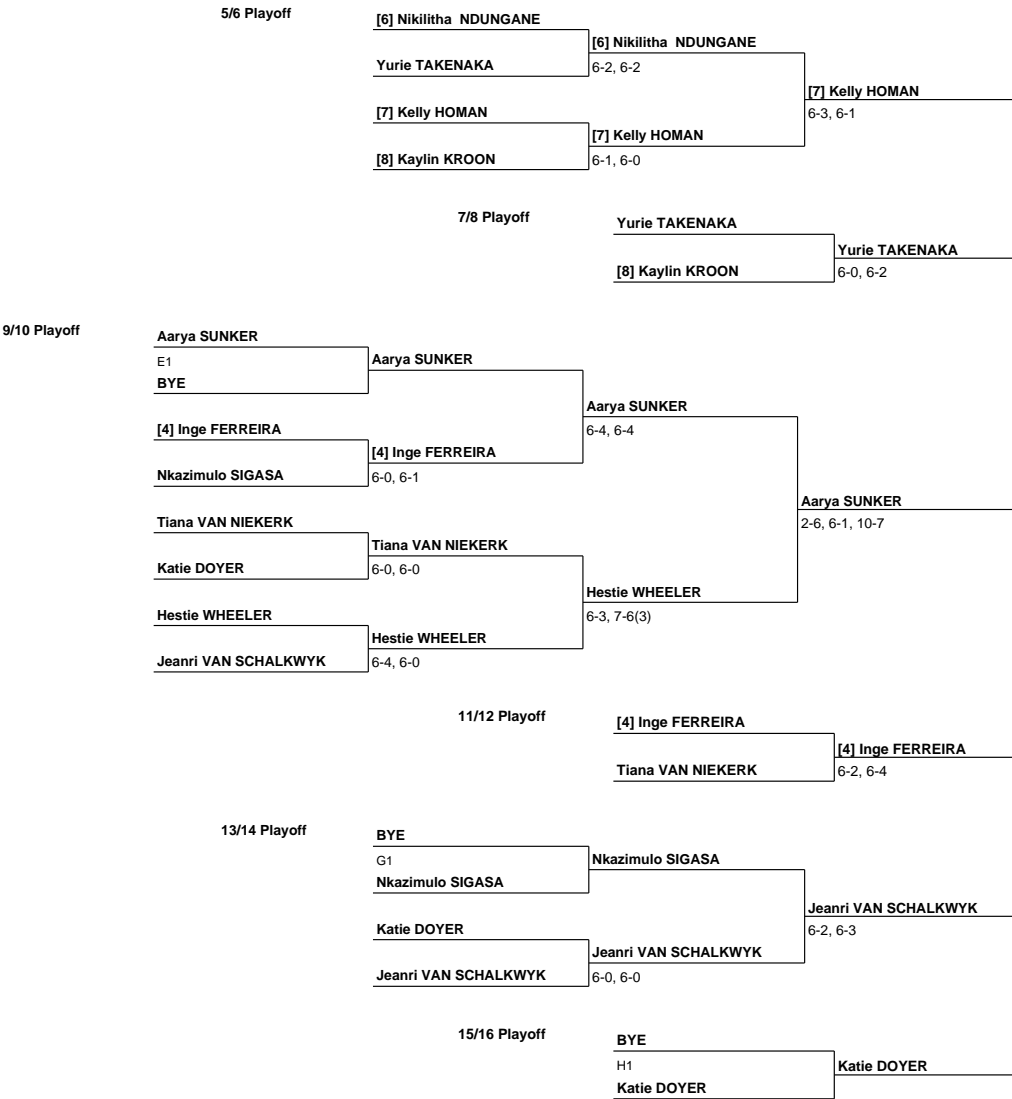 5/6 Playoff
[6] Nikilitha NDUNGANE
[6] Nikilitha NDUNGANE
Yurie TAKENAKA
6-2, 6-2
[7] Kelly HOMAN
[7] Kelly HOMAN
6-3, 6-1
[7] Kelly HOMAN
[8] Kaylin KROON
6-1, 6-0
7/8 Playoff
Yurie TAKENAKA
Yurie TAKENAKA
[8] Kaylin KROON
6-0, 6-2
9/10 Playoff
Aarya SUNKER
E1
Aarya SUNKER
BYE
Aarya SUNKER
[4] Inge FERREIRA
6-4, 6-4
[4] Inge FERREIRA
Nkazimulo SIGASA
6-0, 6-1
Aarya SUNKER
Tiana VAN NIEKERK
2-6, 6-1, 10-7
Tiana VAN NIEKERK
Katie DOYER
6-0, 6-0
Hestie WHEELER
Hestie WHEELER
6-3, 7-6(3)
Hestie WHEELER
Jeanri VAN SCHALKWYK
6-4, 6-0
11/12 Playoff
[4] Inge FERREIRA
[4] Inge FERREIRA
Tiana VAN NIEKERK
6-2, 6-4
13/14 Playoff
BYE
G1
Nkazimulo SIGASA
Nkazimulo SIGASA
Jeanri VAN SCHALKWYK
Katie DOYER
6-2, 6-3
Jeanri VAN SCHALKWYK
Jeanri VAN SCHALKWYK
6-0, 6-0
15/16 Playoff
BYE
H1
Katie DOYER
Katie DOYER